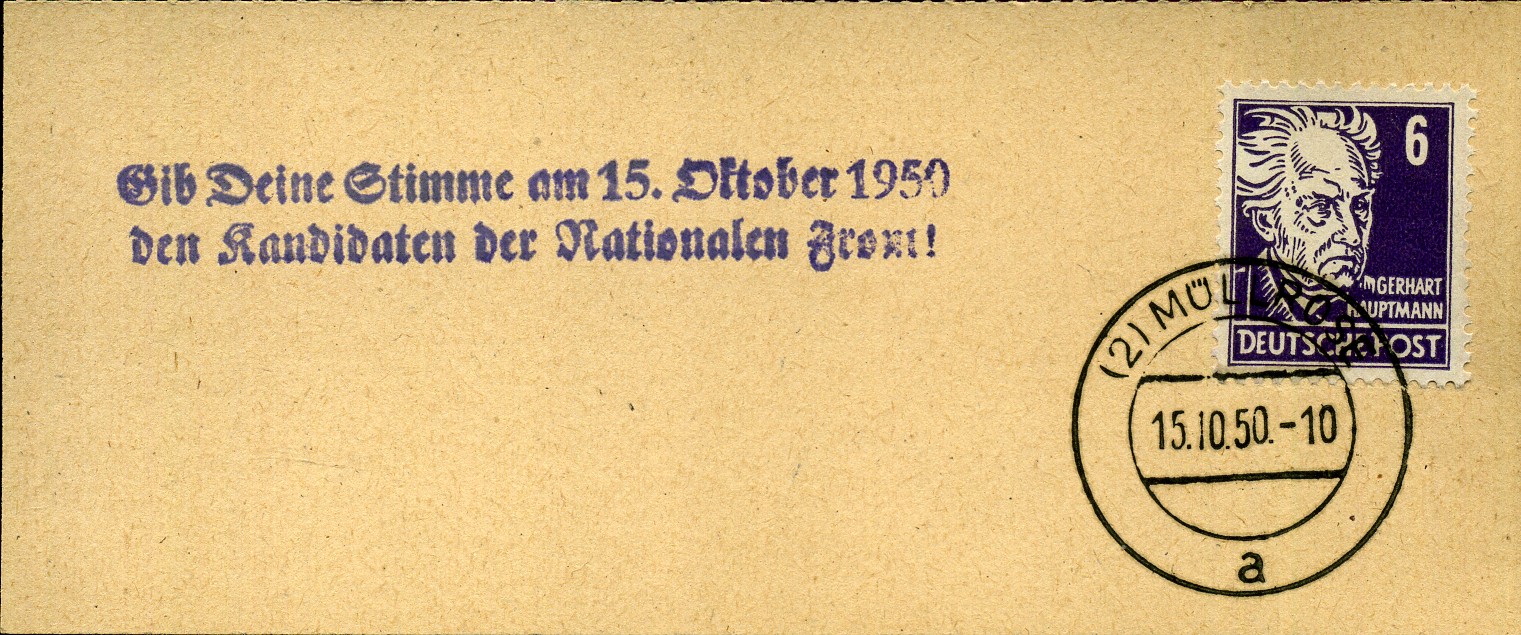 Gib Deine Stimme am 15. Oktober 1950
den Kandidaten der Nationalen Front!
6
GERHART
HAUPTMANN
DEUTSCHE POST
(2) MÜLLROSE
15.10.50.-10
a